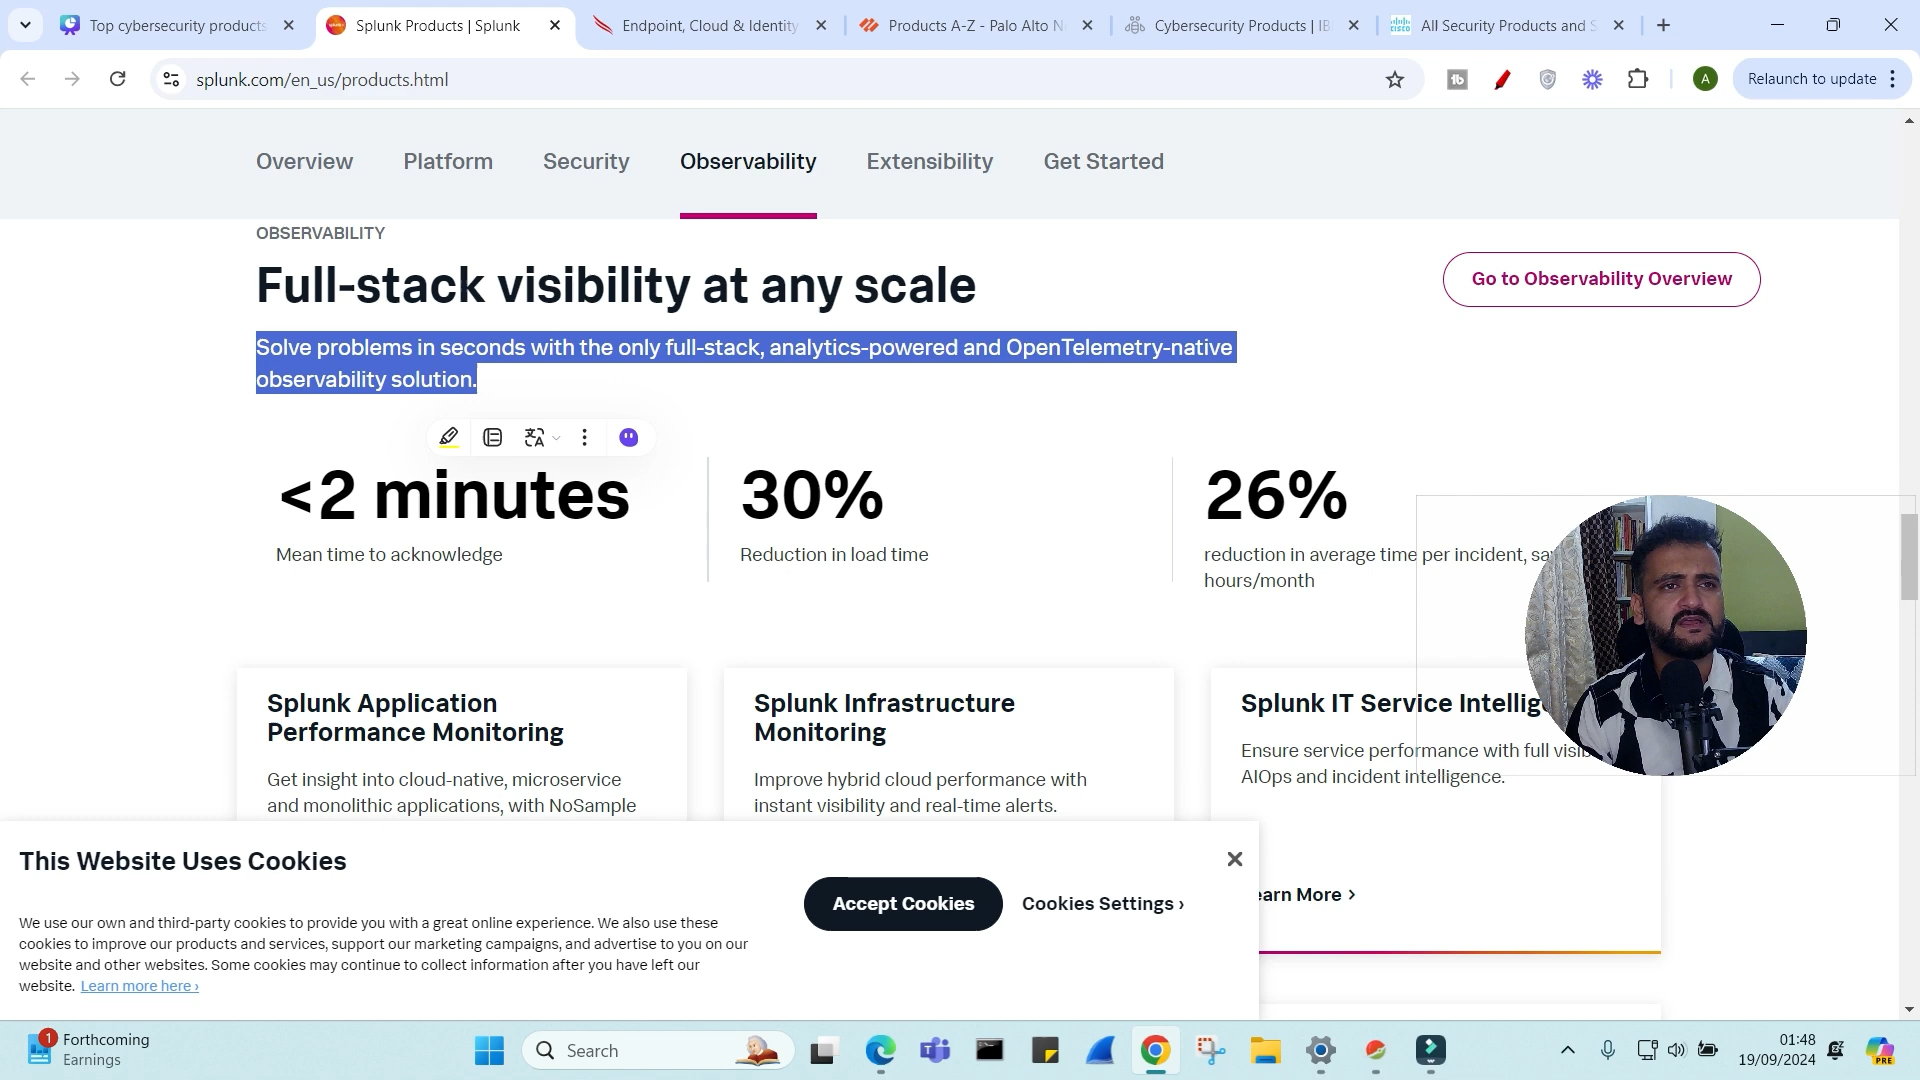 Top cybersecurity products
Splunk Products | Splunk
Endpoint, Cloud & Identity
Products A-Z - Palo Alto N
Cybersecurity Products | IB
All Security Products and S
splunk.com/en_us/products.html
A
Relaunch to update
Overview
Platform
Security
Observability
Extensibility
Get Started
OBSERVABILITY
Full-stack visibility at any scale
Go to Observability Overview
Solve problems in seconds with the only full-stack, analytics-powered and OpenTelemetry-native
observability solution.
<2 minutes
Mean time to acknowledge
30%
Reduction in load time
26%
reduction in average time per incident, sa
hours/month
Splunk Application
Performance Monitoring
Get insight into cloud-native, microservice
and monolithic applications, with NoSample
Splunk Infrastructure
Monitoring
Improve hybrid cloud performance with
instant visibility and real-time alerts.
Splunk IT Service Intellig
Ensure service performance with full visib
AIOps and incident intelligence.
earn More ›
This Website Uses Cookies
We use our own and third-party cookies to provide you with a great online experience. We also use these
cookies to improve our products and services, support our marketing campaigns, and advertise to you on our
website and other websites. Some cookies may continue to collect information after you have left our
website. Learn more here ›
Accept Cookies
Cookies Settings ›
1
Forthcoming
Earnings
Search
01:48
19/09/2024
PRE